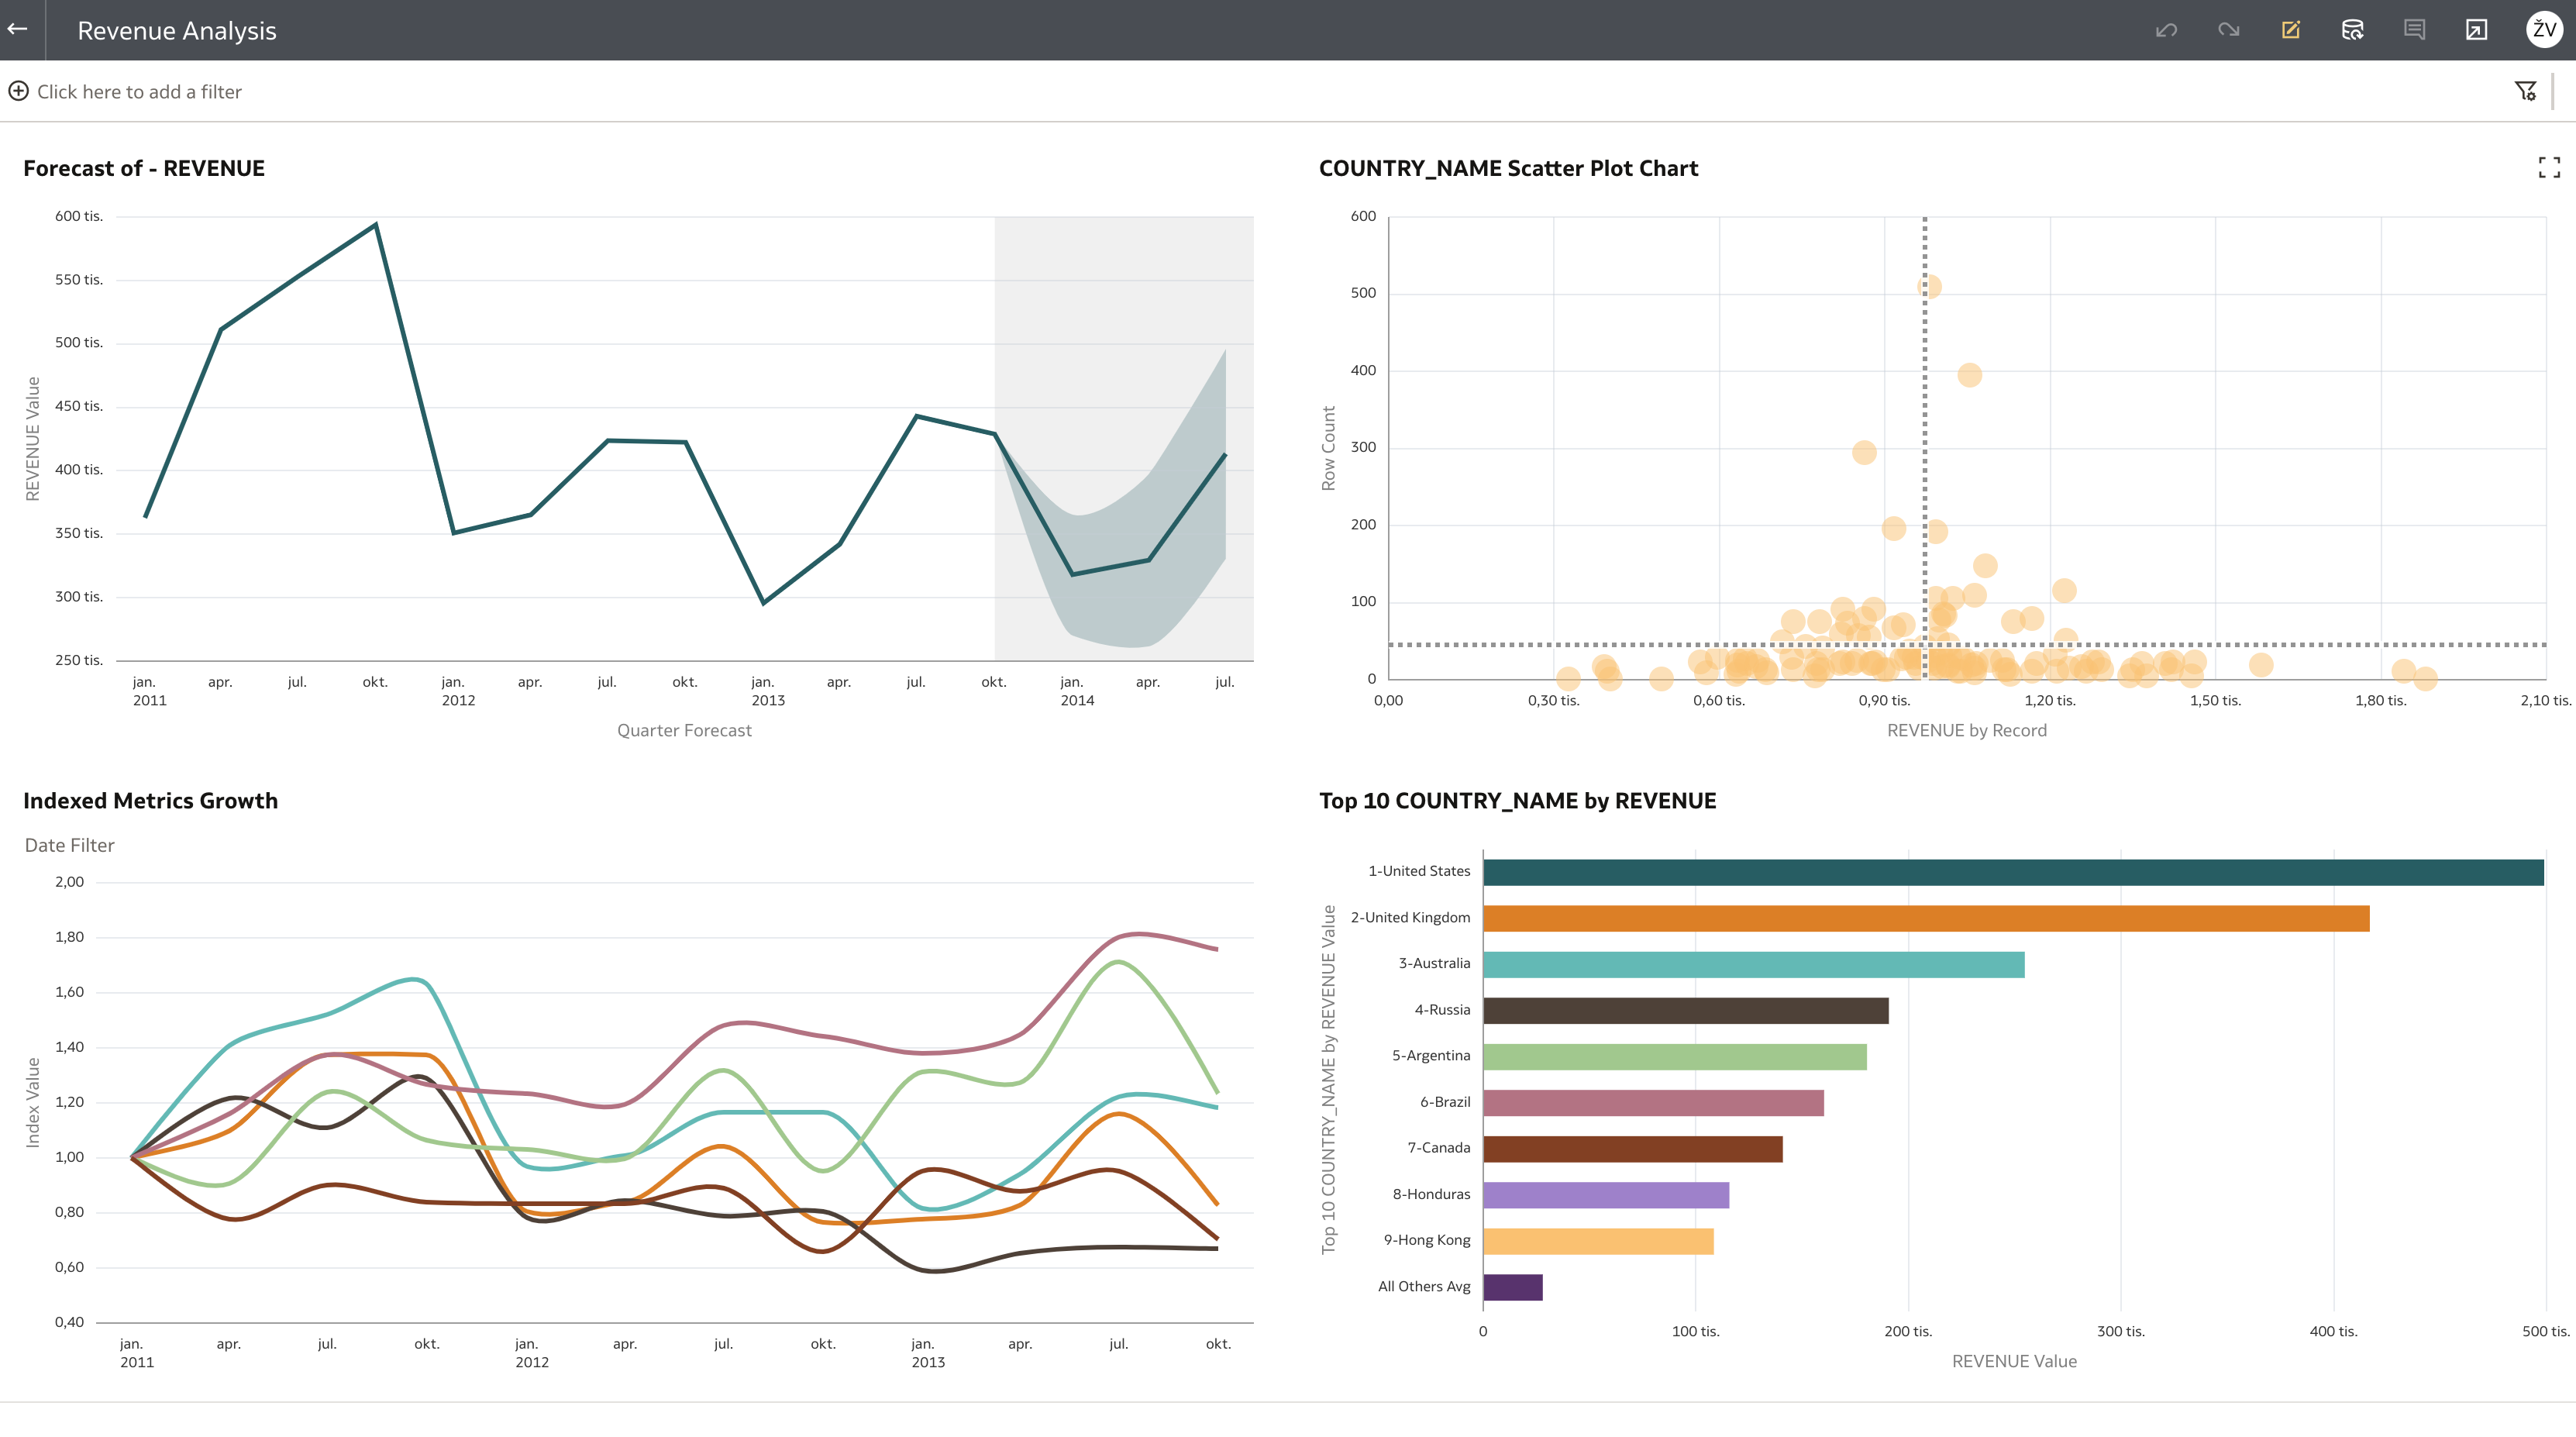 Revenue Analysis
ŽV
Click here to add a filter
Forecast of - REVENUE
REVENUE Value
600 tis.
550 tis.
500 tis.
450 tis.
400 tis.
350 tis.
300 tis.
250 tis.
jan. apr. jul. okt. jan. apr. jul. okt. jan. apr. jul. okt. jan. apr. jul.
2011 2012 2013 2014
Quarter Forecast
COUNTRY_NAME Scatter Plot Chart
Row Count
600
500
400
300
200
100
0
0,00 0,30 tis. 0,60 tis. 0,90 tis. 1,20 tis. 1,50 tis. 1,80 tis. 2,10 tis.
REVENUE by Record
Indexed Metrics Growth
Date Filter
Index Value
2,00
1,80
1,60
1,40
1,20
1,00
0,80
0,60
0,40
jan. apr. jul. okt. jan. apr. jul. okt. jan. apr. jul. okt.
2011 2012 2013
Top 10 COUNTRY_NAME by REVENUE
Top 10 COUNTRY_NAME by REVENUE Value
1-United States
2-United Kingdom
3-Australia
4-Russia
5-Argentina
6-Brazil
7-Canada
8-Honduras
9-Hong Kong
All Others Avg
0 100 tis. 200 tis. 300 tis. 400 tis. 500 tis.
REVENUE Value